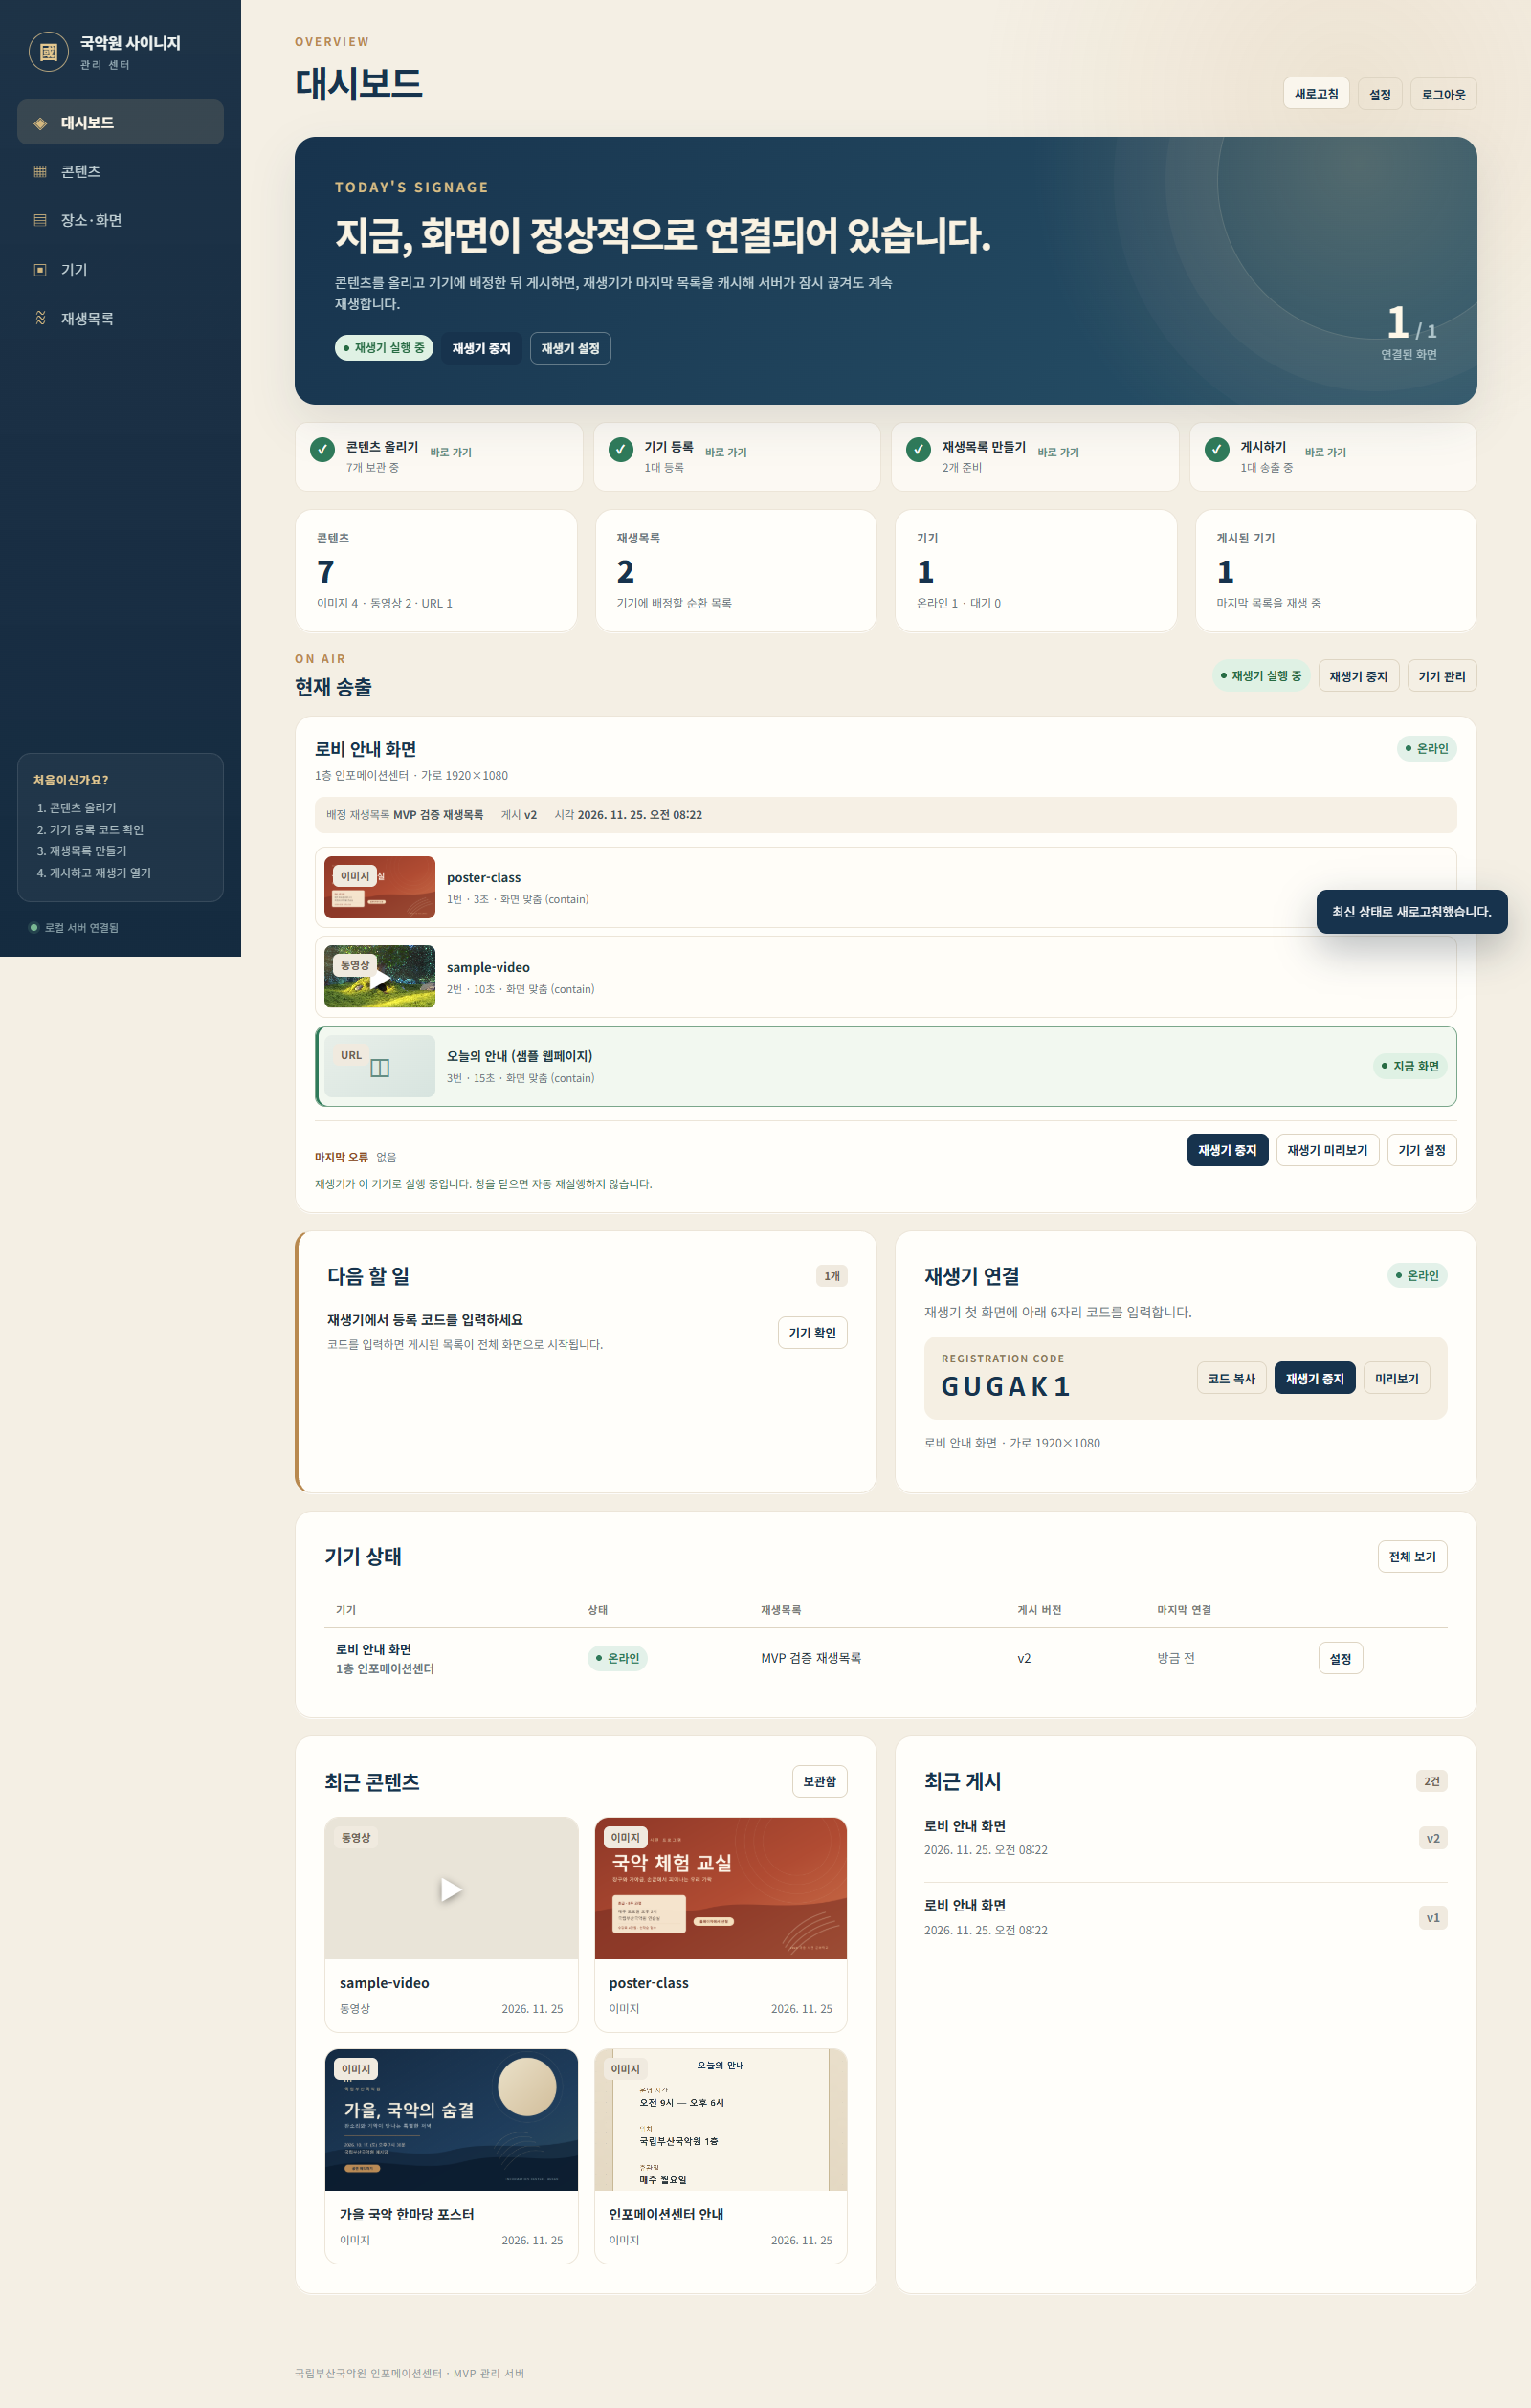 國
국악원 사이니지
관리 센터
대시보드
콘텐츠
장소·화면
기기
재생목록
처음이신가요?
1. 콘텐츠 올리기
2. 기기 등록 코드 확인
3. 재생목록 만들기
4. 게시하고 재생기 열기
로컬 서버 연결됨
OVERVIEW
대시보드
새로고침
설정
로그아웃
TODAY'S SIGNAGE
지금, 화면이 정상적으로 연결되어 있습니다.
콘텐츠를 올리고 기기에 배정한 뒤 게시하면, 재생기가 마지막 목록을 캐시해 서버가 잠시 끊겨도 계속
재생합니다.
재생기 실행 중
재생기 중지
재생기 설정
1 / 1
연결된 화면
콘텐츠 올리기 바로 가기
7개 보관 중
기기 등록 바로 가기
1대 등록
재생목록 만들기 바로 가기
2개 준비
게시하기 바로 가기
1대 송출 중
콘텐츠
7
이미지 4 · 동영상 2 · URL 1
재생목록
2
기기에 배정할 순환 목록
기기
1
온라인 1 · 대기 0
게시된 기기
1
마지막 목록을 재생 중
ON AIR
현재 송출
재생기 실행 중
재생기 중지
기기 관리
로비 안내 화면
온라인
1층 인포메이션센터 · 가로 1920×1080
배정 재생목록 MVP 검증 재생목록 게시 v2 시각 2026. 11. 25. 오전 08:22
이미지
실
poster-class
1번 · 3초 · 화면 맞춤 (contain)
최신 상태로 새로고침했습니다.
동영상
sample-video
2번 · 10초 · 화면 맞춤 (contain)
URL
오늘의 안내 (샘플 웹페이지)
3번 · 15초 · 화면 맞춤 (contain)
지금 화면
마지막 오류 없음
재생기 중지
재생기 미리보기
기기 설정
재생기가 이 기기로 실행 중입니다. 창을 닫으면 자동 재실행하지 않습니다.
다음 할 일
1개
재생기에서 등록 코드를 입력하세요
코드를 입력하면 게시된 목록이 전체 화면으로 시작됩니다.
기기 확인
재생기 연결
온라인
재생기 첫 화면에 아래 6자리 코드를 입력합니다.
REGISTRATION CODE
GUGAK1
코드 복사
재생기 중지
미리보기
로비 안내 화면 · 가로 1920×1080
기기 상태
전체 보기
기기 상태 재생목록 게시 버전 마지막 연결
로비 안내 화면
1층 인포메이션센터
온라인
MVP 검증 재생목록
v2
방금 전
설정
최근 콘텐츠
보관함
동영상
sample-video
동영상 2026. 11. 25
이미지
국악 체험 교실
poster-class
이미지 2026. 11. 25
이미지
국립부산국악원
가을, 국악의 숨결
가을 국악 한마당 포스터
이미지 2026. 11. 25
이미지
오늘의 안내
오전 9시 — 오후 6시
국립부산국악원 1층
매주 월요일
인포메이션센터 안내
이미지 2026. 11. 25
최근 게시
2건
로비 안내 화면
2026. 11. 25. 오전 08:22
v2
로비 안내 화면
2026. 11. 25. 오전 08:22
v1
국립부산국악원 인포메이션센터 · MVP 관리 서버